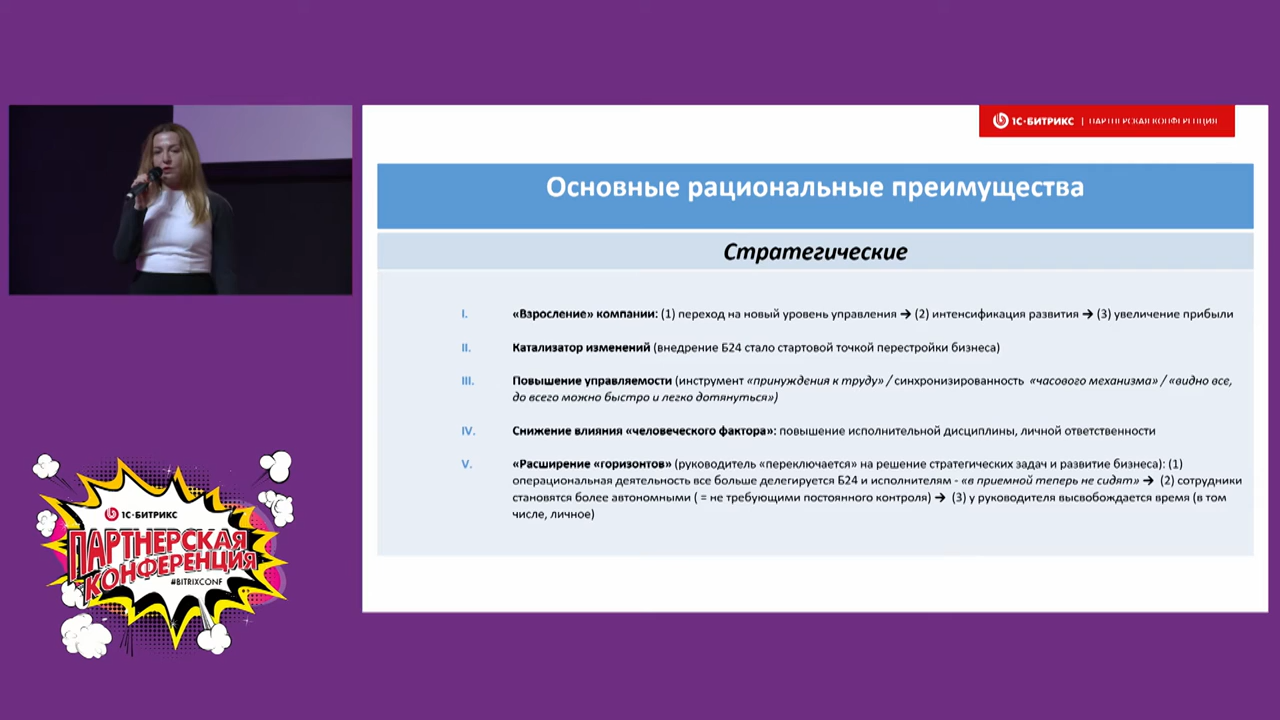 1С-БИТРИКС | ПАРТНЕРСКАЯ КОНФЕРЕНЦИЯ
Основные рациональные преимущества
Стратегические
I. «Взросление» компании: (1) переход на новый уровень управления → (2) интенсификация развития → (3) увеличение прибыли
II. Катализатор изменений (внедрение Б24 стало стартовой точкой перестройки бизнеса)
III. Повышение управляемости (инструмент «принуждения к труду» / синхронизированность «часового механизма» / «видно все,
до всего можно быстро и легко дотянуться»)
IV. Снижение влияния «человеческого фактора»: повышение исполнительной дисциплины, личной ответственности
V. «Расширение «горизонтов» (руководитель «переключается» на решение стратегических задач и развитие бизнеса): (1)
операциональная деятельность все больше делегируется Б24 и исполнителям - «в приемной теперь не сидят» → (2) сотрудники
становятся более автономными ( = не требующими постоянного контроля) → (3) у руководителя высвобождается время (в том
числе, личное)
1С-БИТРИКС
ПАРТНЕРСКАЯ
КОНФЕРЕНЦИЯ
#BITRIXCONF